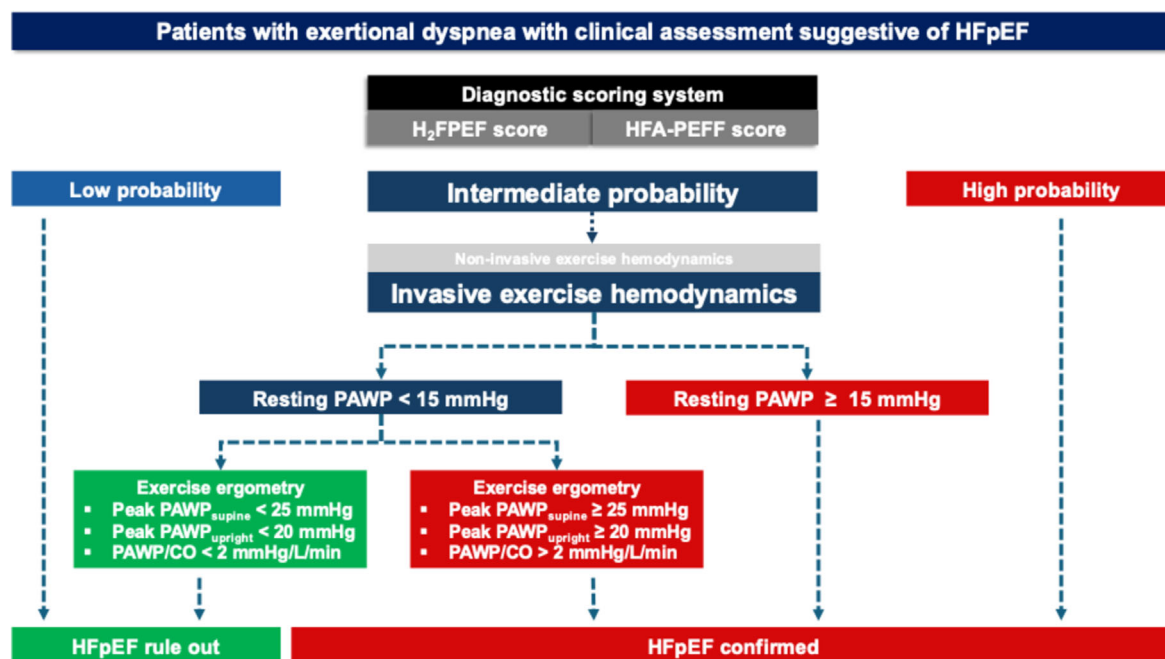 Patients with exertional dyspnea with clinical assessment suggestive of HFpEF
Diagnostic scoring system
H₂FPEF score
HFA-PEFF score
Low probability
Intermediate probability
High probability
Non-invasive exercise hemodynamics
Invasive exercise hemodynamics
Resting PAWP < 15 mmHg
Resting PAWP ≥ 15 mmHg
Exercise ergometry
▪ Peak PAWPsupine < 25 mmHg
▪ Peak PAWPupright < 20 mmHg
▪ PAWP/CO < 2 mmHg/L/min
Exercise ergometry
▪ Peak PAWPsupine ≥ 25 mmHg
▪ Peak PAWPupright ≥ 20 mmHg
▪ PAWP/CO > 2 mmHg/L/min
HFpEF rule out
HFpEF confirmed